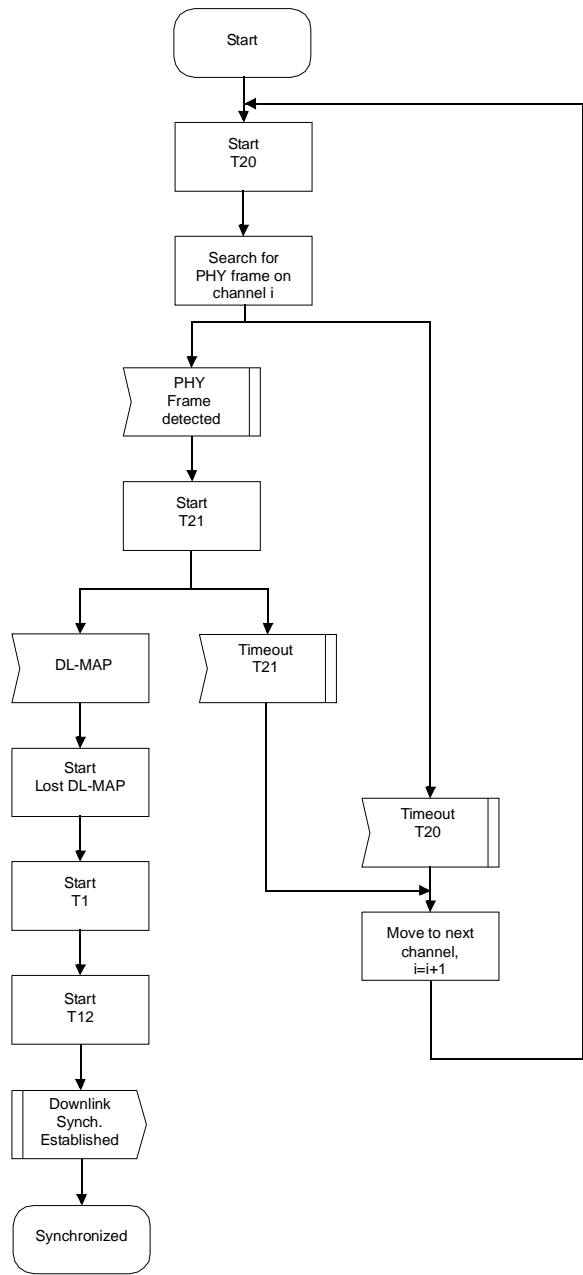 Start
Start
T20
Search for
PHY frame on
channel i
PHY
Frame
detected
Start
T21
DL-MAP
Timeout
T21
Start
Lost DL-MAP
Timeout
T20
Start
T1
Move to next
channel,
i=i+1
Start
T12
Downlink
Synch.
Established
Synchronized